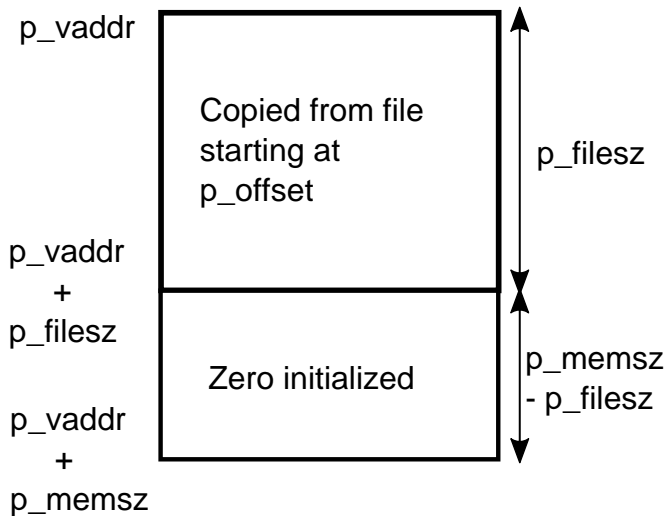 p_vaddr
Copied from file
starting at
p_offset
p_filesz
p_vaddr
+
p_filesz
Zero initialized
p_memsz
- p_filesz
p_vaddr
+
p_memsz